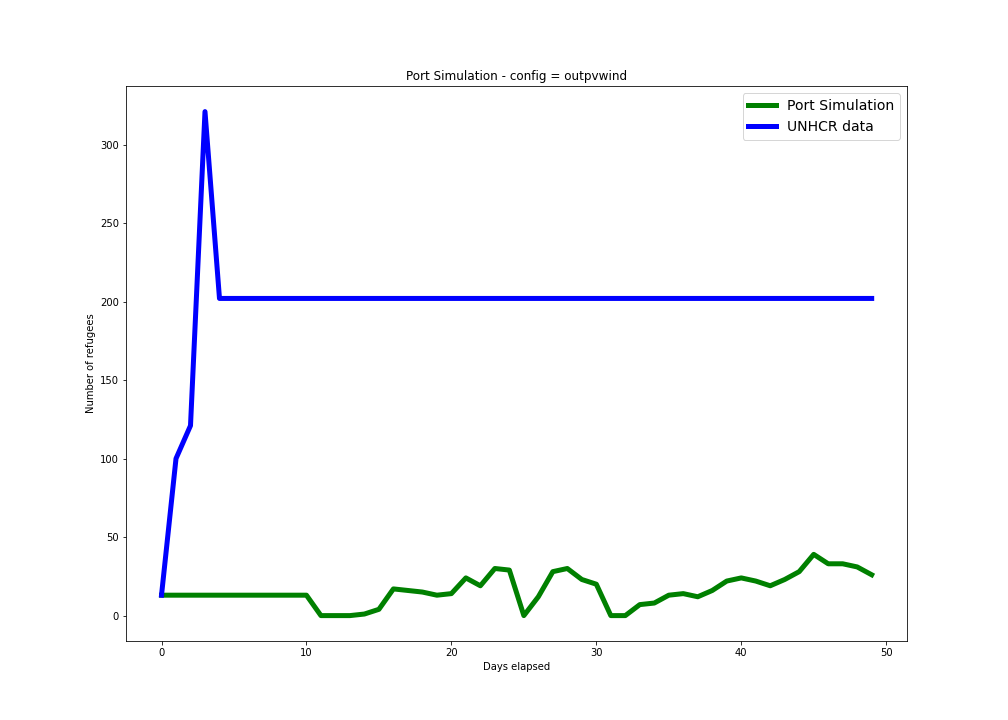 Port Simulation - config = outpvwind
Port Simulation
UNHCR data
300
250
200
150
100
50
0
Number of refugees
0 10 20 30 40 50
Days elapsed